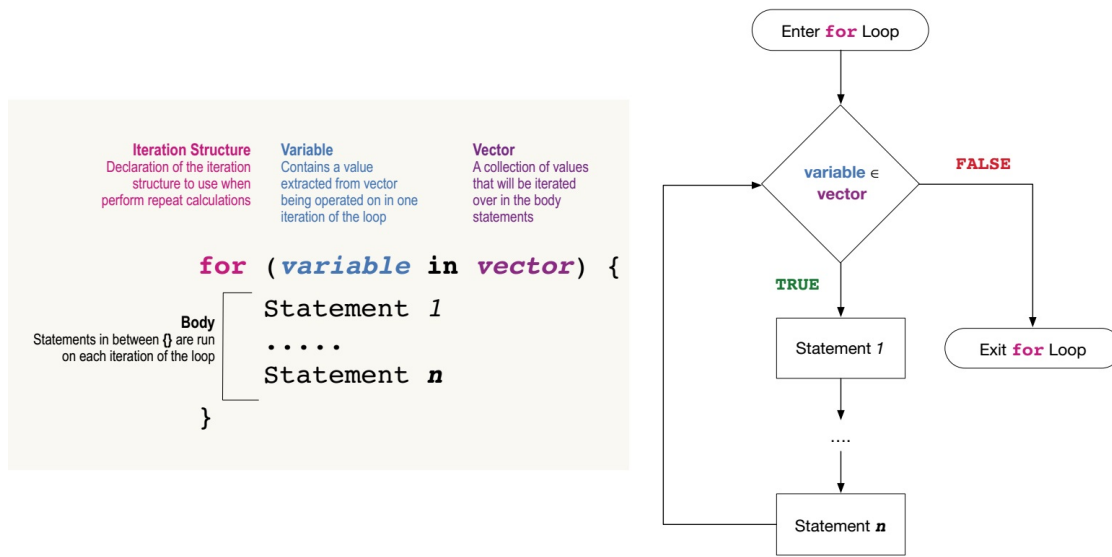 Iteration Structure
Declaration of the iteration
structure to use when
perform repeat calculations
Variable
Contains a value
extracted from vector
being operated on in one
iteration of the loop
Vector
A collection of values
that will be iterated
over in the body
statements
for (variable in vector) {
Body
Statements in between {} are run
on each iteration of the loop
Statement 1
.....
Statement n
}
Enter for Loop
variable ∈
vector
FALSE
TRUE
Statement 1
Exit for Loop
....
Statement n